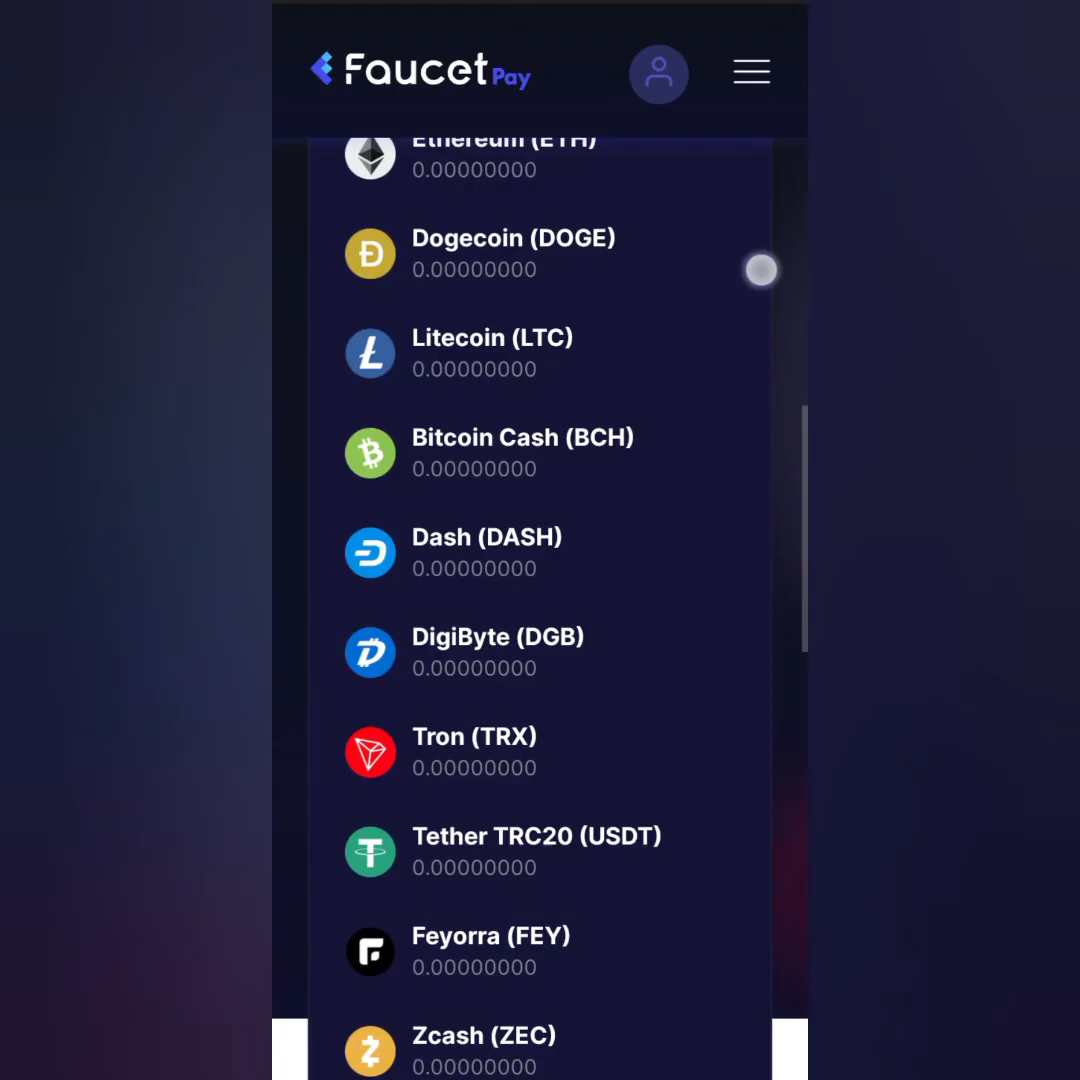 Faucet Pay
Ethereum (ETH)
0.00000000
Dogecoin (DOGE)
0.00000000
Litecoin (LTC)
0.00000000
Bitcoin Cash (BCH)
0.00000000
Dash (DASH)
0.00000000
DigiByte (DGB)
0.00000000
Tron (TRX)
0.00000000
Tether TRC20 (USDT)
0.00000000
Feyorra (FEY)
0.00000000
Zcash (ZEC)
0.00000000